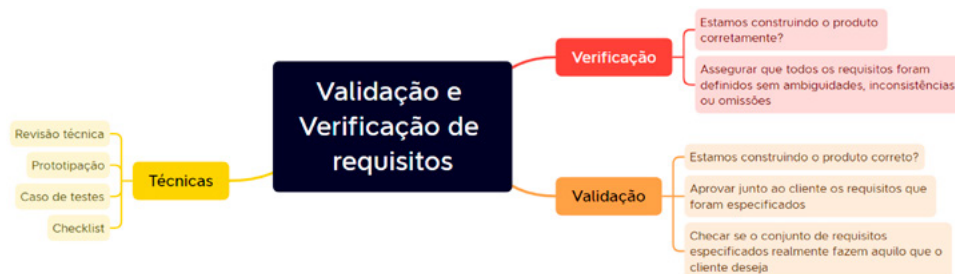 Validação e
Verificação de
requisitos
Verificação
Estamos construindo o produto
corretamente?
Assegurar que todos os requisitos foram
definidos sem ambiguidades, inconsistências
ou omissões
Validação
Estamos construindo o produto correto?
Aprovar junto ao cliente os requisitos que
foram especificados
Checar se o conjunto de requisitos
especificados realmente fazem aquilo que o
cliente deseja
Técnicas
Revisão técnica
Prototipação
Caso de testes
Checklist